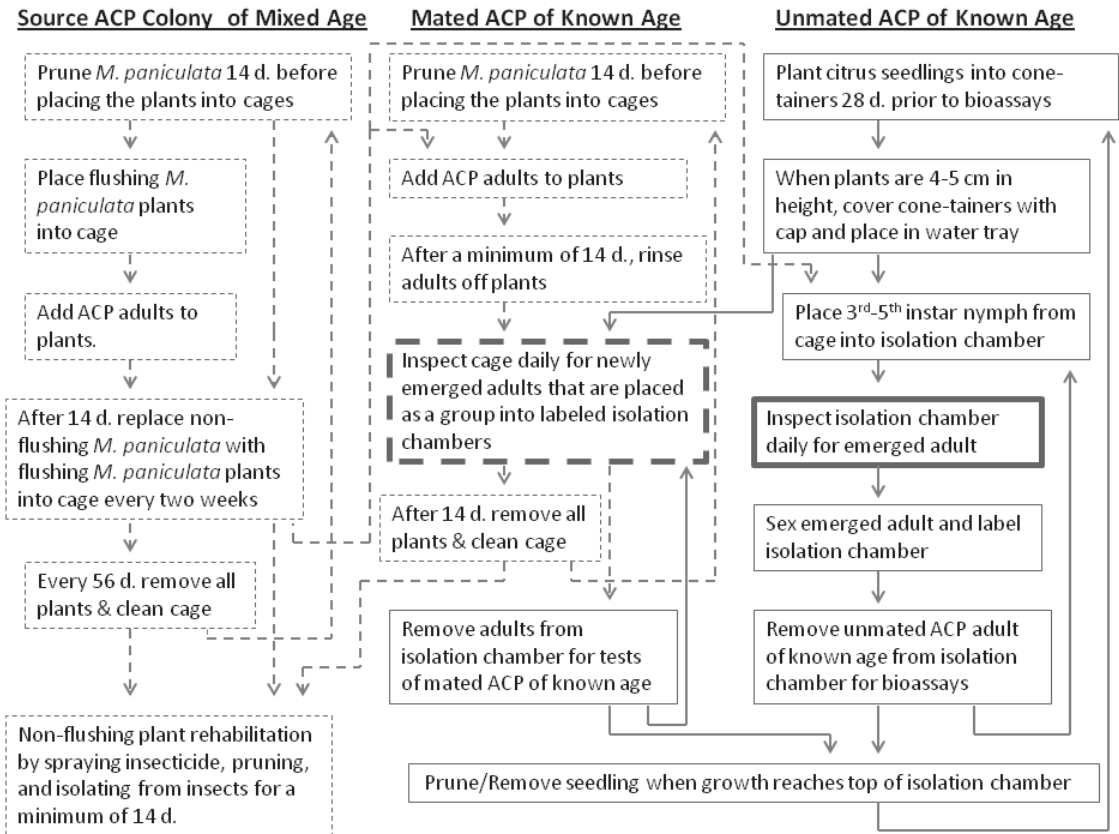 Source ACP Colony of Mixed Age
Prune M. paniculata 14 d. before
placing the plants into cages
Place flushing M.
paniculata plants
into cage
Add ACP adults to
plants.
After 14 d. replace non-
flushing M. paniculata with
flushing M. paniculata plants
into cage every two weeks
Every 56 d. remove all
plants & clean cage
Non-flushing plant rehabilitation
by spraying insecticide, pruning,
and isolating from insects for a
minimum of 14 d.
Mated ACP of Known Age
Prune M. paniculata 14 d. before
placing the plants into cages
Add ACP adults to plants
After a minimum of 14 d., rinse
adults off plants
Inspect cage daily for newly
emerged adults that are placed
as a group into labeled isolation
chambers
After 14 d. remove all
plants & clean cage
Remove adults from
isolation chamber for tests
of mated ACP of known age
Unmated ACP of Known Age
Plant citrus seedlings into cone-
tainers 28 d. prior to bioassays
When plants are 4-5 cm in
height, cover cone-tainers with
cap and place in water tray
Place 3rd-5th instar nymph from
cage into isolation chamber
Inspect isolation chamber
daily for emerged adult
Sex emerged adult and label
isolation chamber
Remove unmated ACP adult
of known age from isolation
chamber for bioassays
Prune/Remove seedling when growth reaches top of isolation chamber